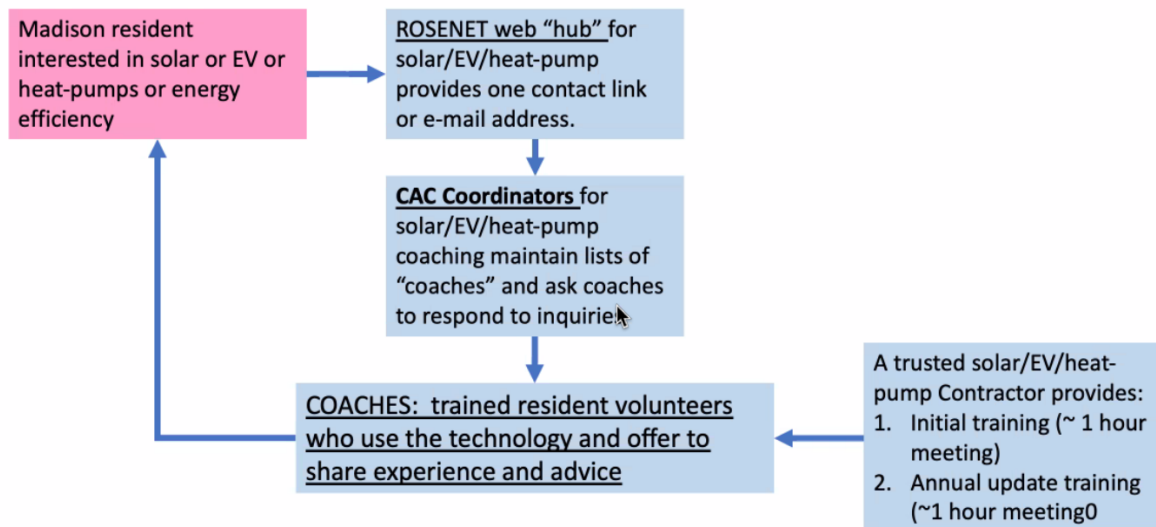 Madison resident
interested in solar or EV or
heat-pumps or energy
efficiency
ROSENET web “hub” for
solar/EV/heat-pump
provides one contact link
or e-mail address.
CAC Coordinators for
solar/EV/heat-pump
coaching maintain lists of
“coaches” and ask coaches
to respond to inquiries
COACHES: trained resident volunteers
who use the technology and offer to
share experience and advice
A trusted solar/EV/heat-
pump Contractor provides:
1. Initial training (~ 1 hour
meeting)
2. Annual update training
(~1 hour meeting0